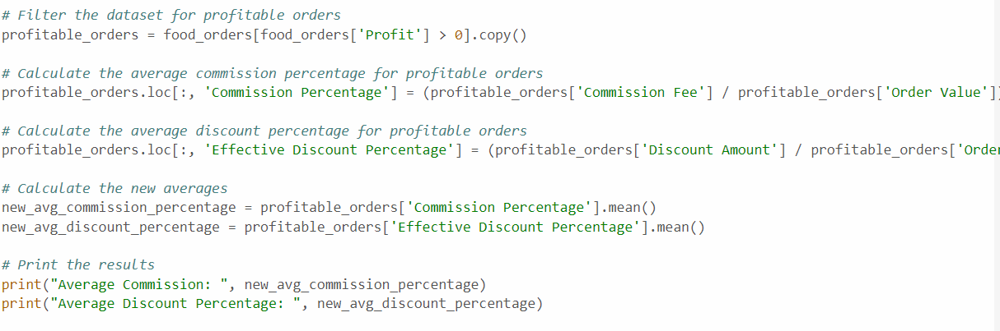 # Filter the dataset for profitable orders
profitable_orders = food_orders[food_orders['Profit'] > 0].copy()
# Calculate the average commission percentage for profitable orders
profitable_orders.loc[:, 'Commission Percentage'] = (profitable_orders['Commission Fee'] / profitable_orders['Order Value'])
# Calculate the average discount percentage for profitable orders
profitable_orders.loc[:, 'Effective Discount Percentage'] = (profitable_orders['Discount Amount'] / profitable_orders['Order
# Calculate the new averages
new_avg_commission_percentage = profitable_orders['Commission Percentage'].mean()
new_avg_discount_percentage = profitable_orders['Effective Discount Percentage'].mean()
# Print the results
print("Average Commission: ", new_avg_commission_percentage)
print("Average Discount Percentage: ", new_avg_discount_percentage)